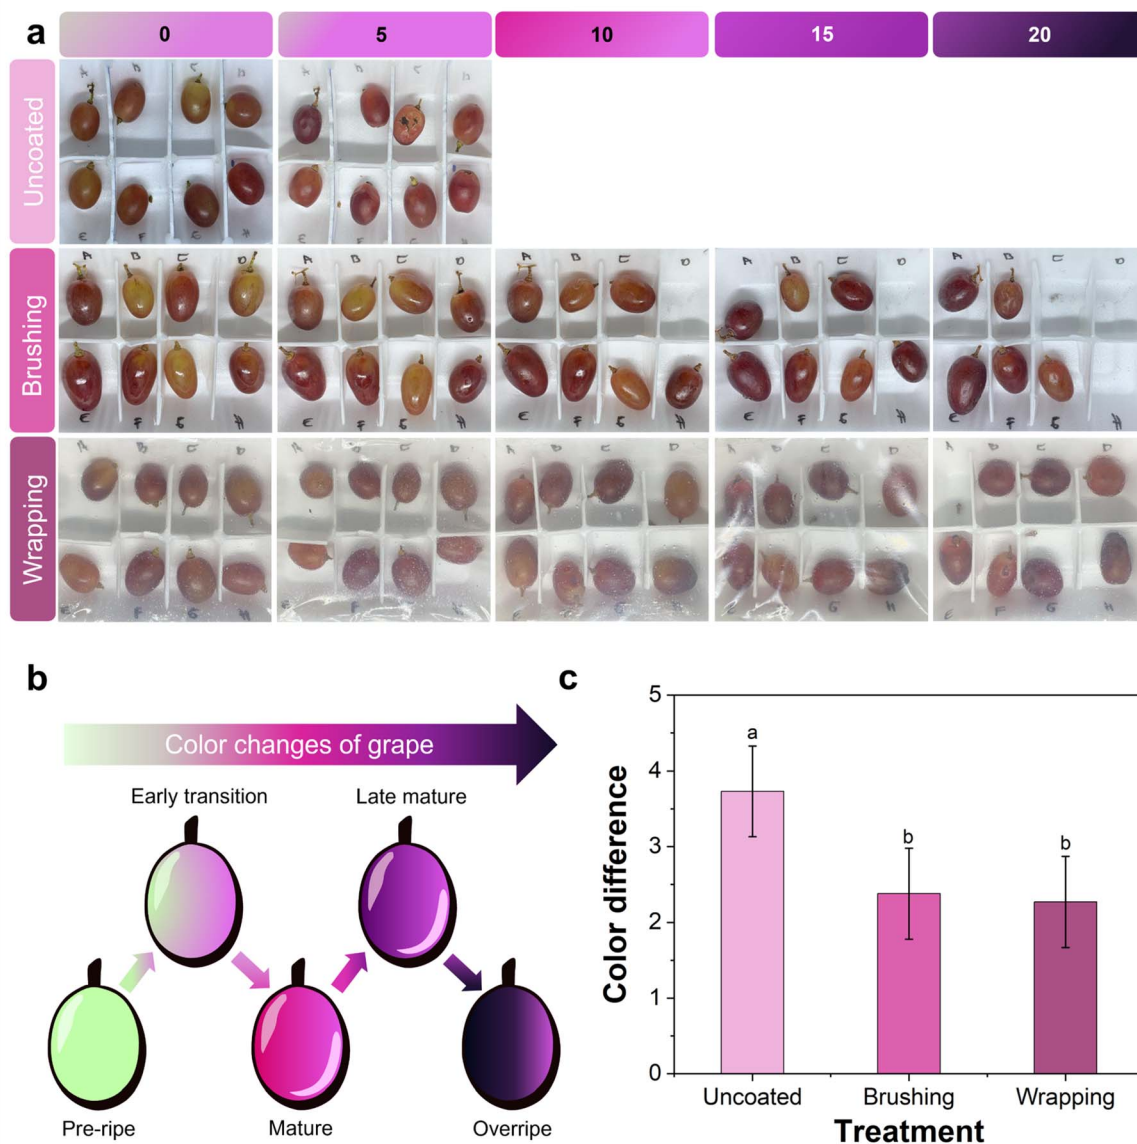 a
0 5 10 15 20
Uncoated
A B C D
E F G H
A B C D
E F
Brushing
A B C D
E F G H
A B C D
E F G H
A B C D
E F G H
A B C D
E F G H
A B C D
E F G H
Wrapping
A B C D
E F G H
A B C D
E F G H
A B C D
E F G H
A B C D
E G H
A B C D
E F G H
b
Color changes of grape
Early transition
Late mature
Pre-ripe
Mature
Overripe
c
Color difference
5
4
3
2
1
0
a
b
b
Uncoated Brushing Wrapping
Treatment